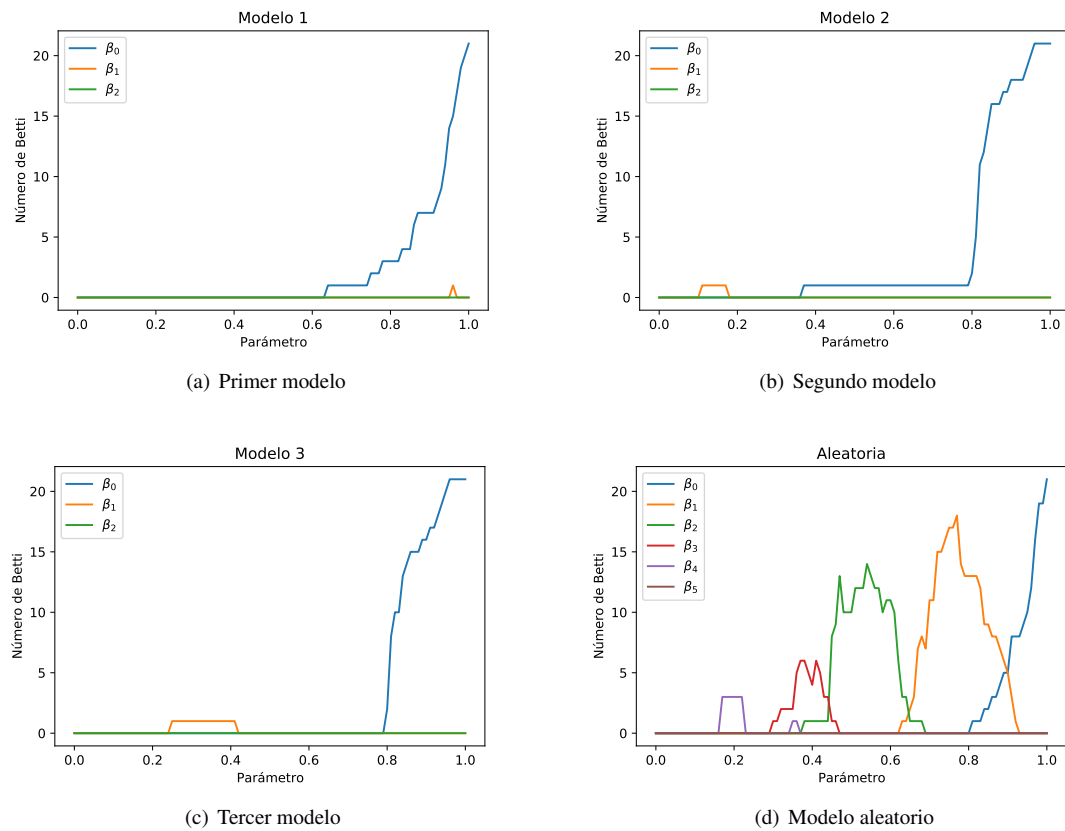 Modelo 1
20
15
10
5
0
Número de Betti
β0
β1
β2
0.0 0.2 0.4 0.6 0.8 1.0
Parámetro
(a) Primer modelo
Modelo 2
20
15
10
5
0
Número de Betti
β0
β1
β2
0.0 0.2 0.4 0.6 0.8 1.0
Parámetro
(b) Segundo modelo
Modelo 3
20
15
10
5
0
Número de Betti
β0
β1
β2
0.0 0.2 0.4 0.6 0.8 1.0
Parámetro
(c) Tercer modelo
Aleatoria
20
15
10
5
0
Número de Betti
β0
β1
β2
β3
β4
β5
0.0 0.2 0.4 0.6 0.8 1.0
Parámetro
(d) Modelo aleatorio